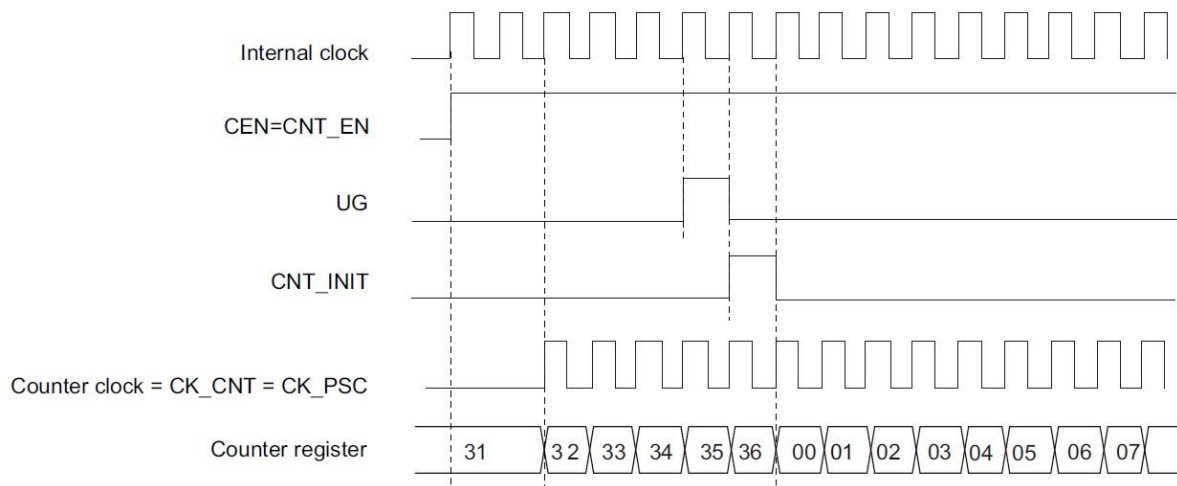 Internal clock
CEN=CNT_EN
UG
CNT_INIT
Counter clock = CK_CNT = CK_PSC
Counter register 31 32 33 34 35 36 00 01 02 03 04 05 06 07